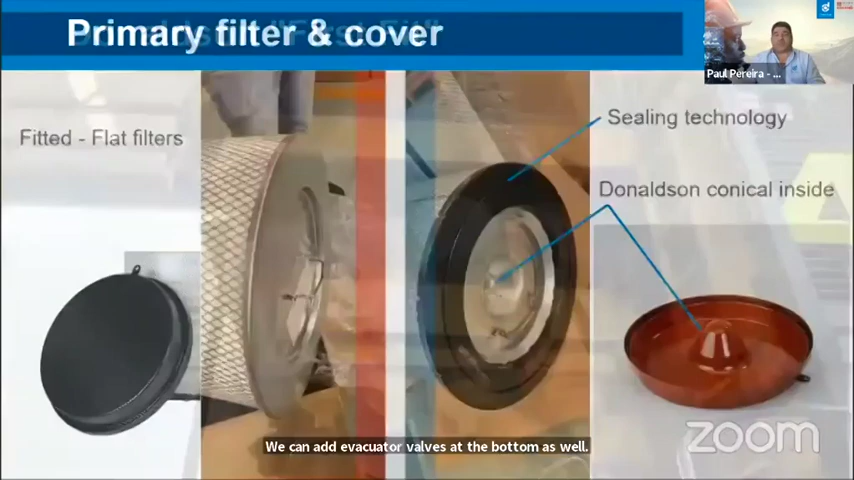 Primary filter & cover
Paul Pereira - ...
Fitted - Flat filters
Sealing technology
Donaldson conical inside
We can add evacuator valves at the bottom as well.
zoom